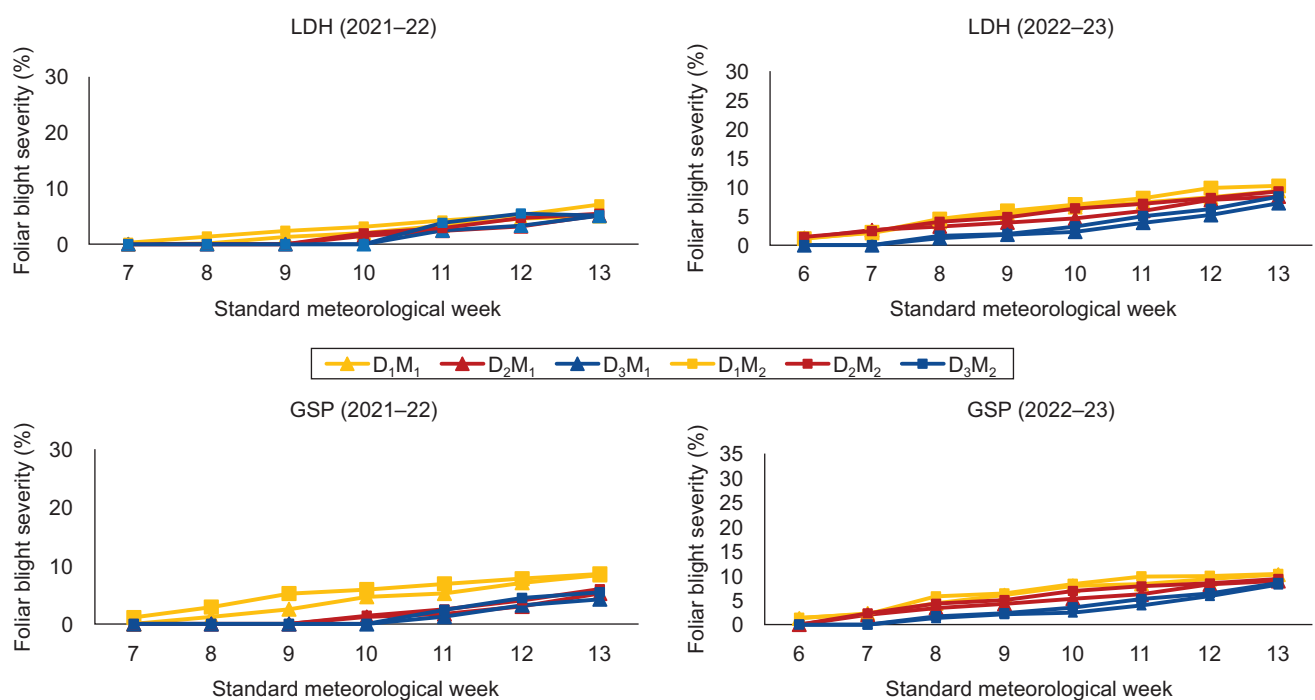 LDH (2021–22)
Foliar blight severity (%)
30
20
10
0
7 8 9 10 11 12 13
Standard meteorological week
LDH (2022–23)
Foliar blight severity (%)
30
25
20
15
10
5
0
6 7 8 9 10 11 12 13
Standard meteorological week
D₁M₁ D₂M₁ D₃M₁ D₁M₂ D₂M₂ D₃M₂
GSP (2021–22)
Foliar blight severity (%)
30
20
10
0
7 8 9 10 11 12 13
Standard meteorological week
GSP (2022–23)
Foliar blight severity (%)
35
30
25
20
15
10
5
0
6 7 8 9 10 11 12 13
Standard meteorological week